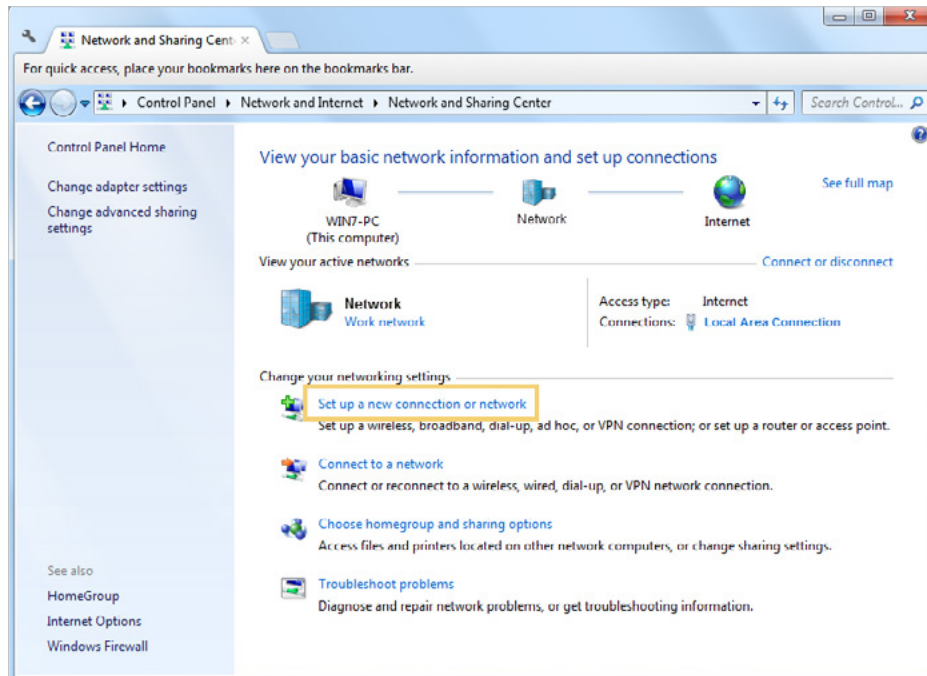 Network and Sharing Cent
For quick access, place your bookmarks here on the bookmarks bar.
Control Panel Network and Internet Network and Sharing Center
Search Control...
Control Panel Home
Change adapter settings
Change advanced sharing
settings
View your basic network information and set up connections
See full map
WIN7-PC
(This computer)
Network
Internet
View your active networks
Connect or disconnect
Network
Work network
Access type: Internet
Connections: Local Area Connection
Change your networking settings
Set up a new connection or network
Set up a wireless, broadband, dial-up, ad hoc, or VPN connection; or set up a router or access point.
Connect to a network
Connect or reconnect to a wireless, wired, dial-up, or VPN network connection.
Choose homegroup and sharing options
Access files and printers located on other network computers, or change sharing settings.
Troubleshoot problems
Diagnose and repair network problems, or get troubleshooting information.
See also
HomeGroup
Internet Options
Windows Firewall